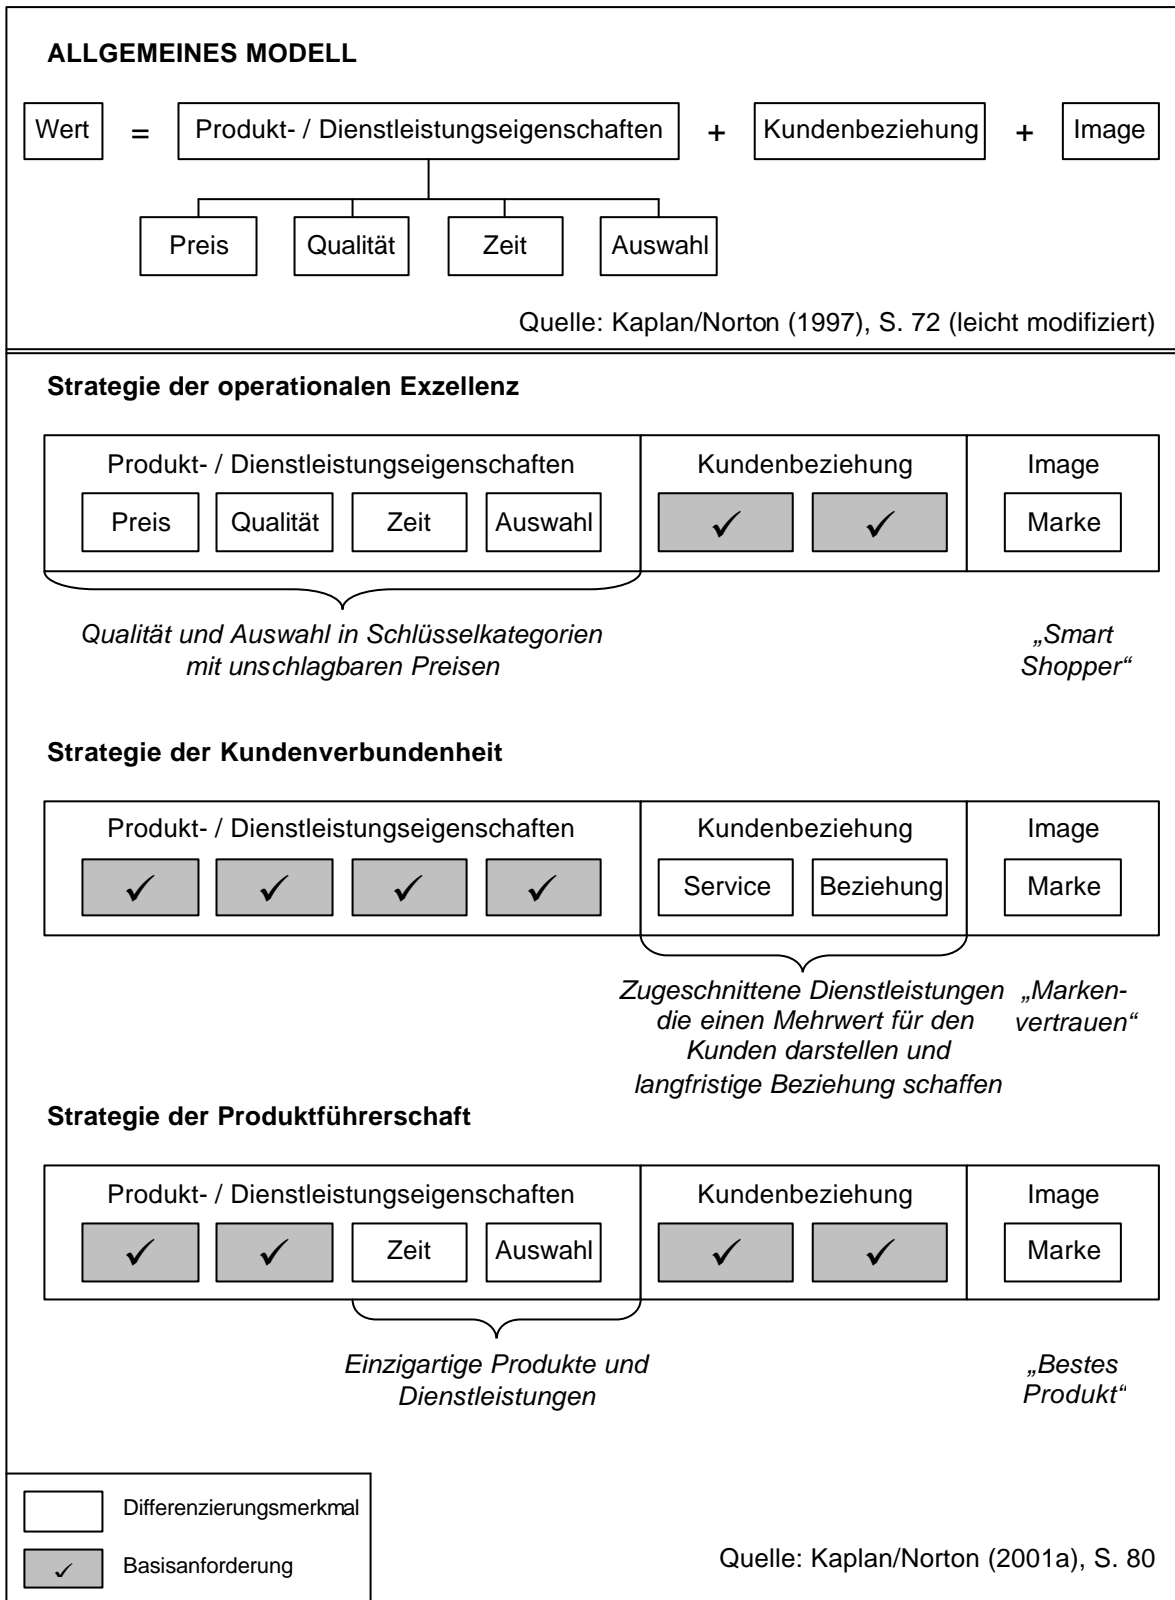 ALLGEMEINES MODELL
Wert = Produkt- / Dienstleistungseigenschaften + Kundenbeziehung + Image
Preis Qualität Zeit Auswahl
Quelle: Kaplan/Norton (1997), S. 72 (leicht modifiziert)
Strategie der operationalen Exzellenz
Produkt- / Dienstleistungseigenschaften Kundenbeziehung Image
Preis Qualität Zeit Auswahl ✓ ✓ Marke
Qualität und Auswahl in Schlüsselkategorien „Smart
mit unschlagbaren Preisen Shopper“
Strategie der Kundenverbundenheit
Produkt- / Dienstleistungseigenschaften Kundenbeziehung Image
✓ ✓ ✓ ✓ Service Beziehung Marke
Zugeschnittene Dienstleistungen „Marken-
die einen Mehrwert für den vertrauen“
Kunden darstellen und
langfristige Beziehung schaffen
Strategie der Produktführerschaft
Produkt- / Dienstleistungseigenschaften Kundenbeziehung Image
✓ ✓ Zeit Auswahl ✓ ✓ Marke
Einzigartige Produkte und „Bestes
Dienstleistungen Produkt“
Differenzierungsmerkmal
✓ Basisanforderung
Quelle: Kaplan/Norton (2001a), S. 80